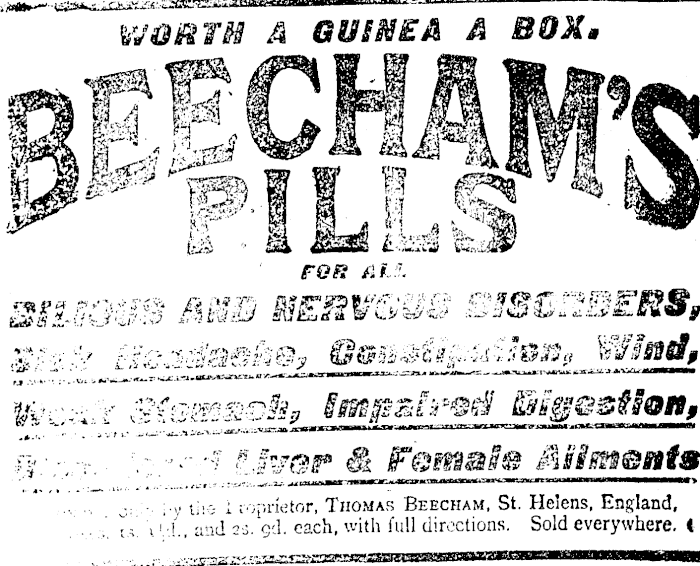 WORTH A GUINEA A BOX.
BEECHAM'S
PILLS
FOR ALL
BILIOUS AND NERVOUS DISORDERS,
Sick Headache, Constipation, Wind,
Weak Stomach, Impaired Digestion,
Liver & Female Ailments
only by the Proprietor, THOMAS BEECHAM, St. Helens, England,
and 2s. 9d. each, with full directions. Sold everywhere.